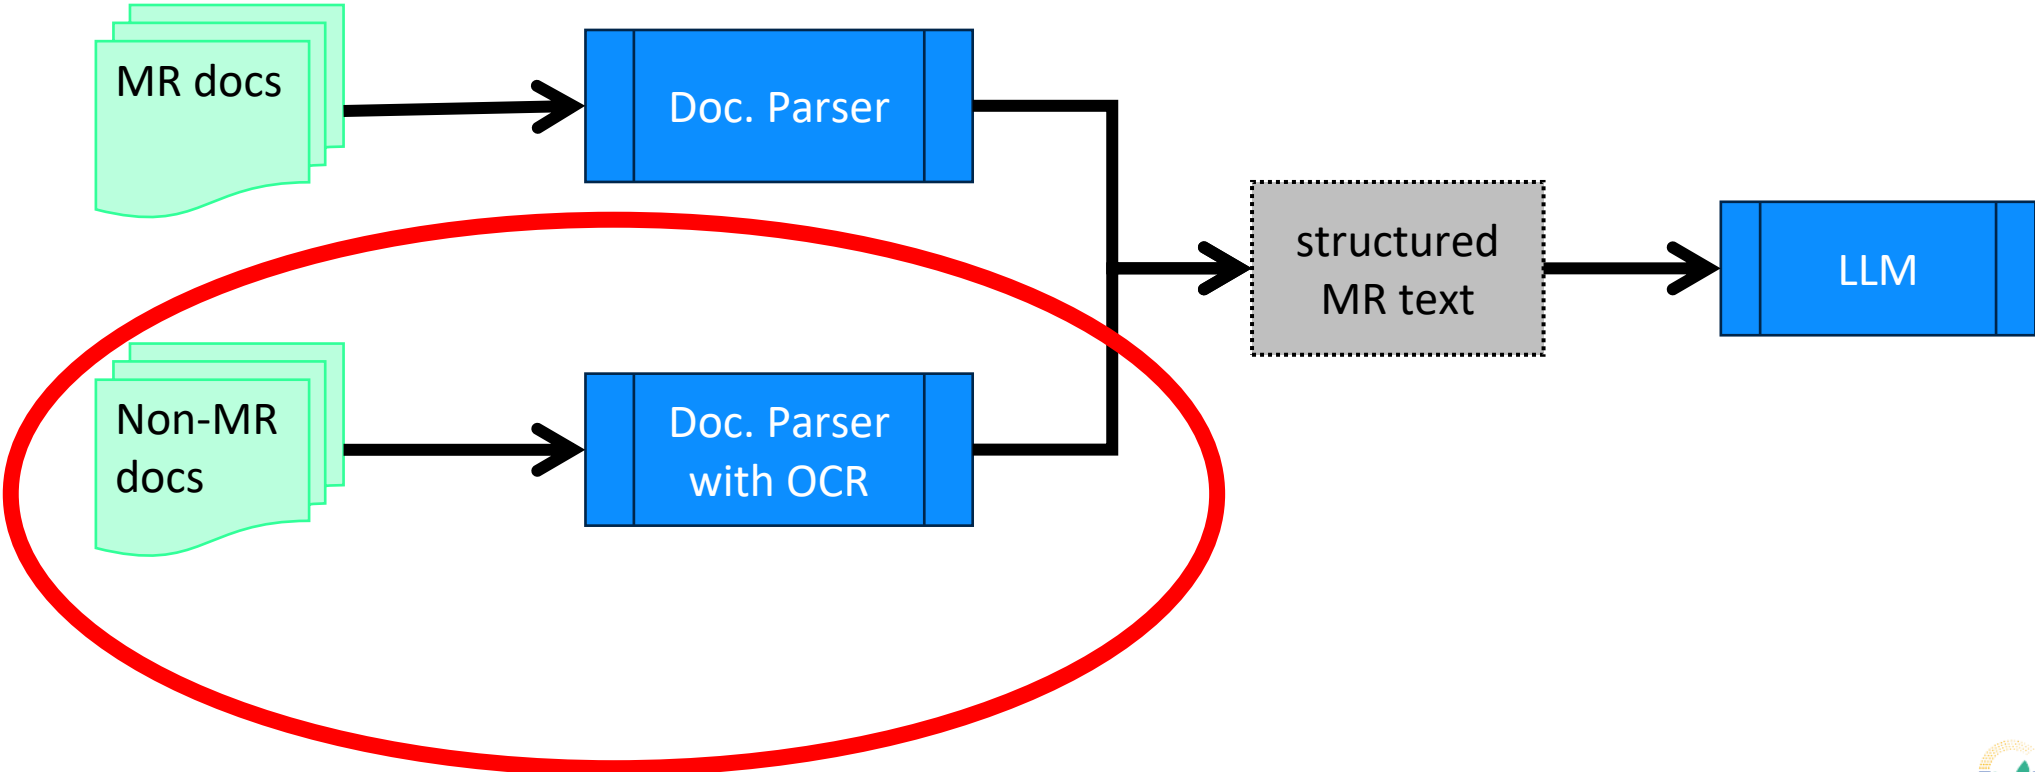 MR docs
Doc. Parser
structured
MR text
LLM
Non-MR
docs
Doc. Parser
with OCR